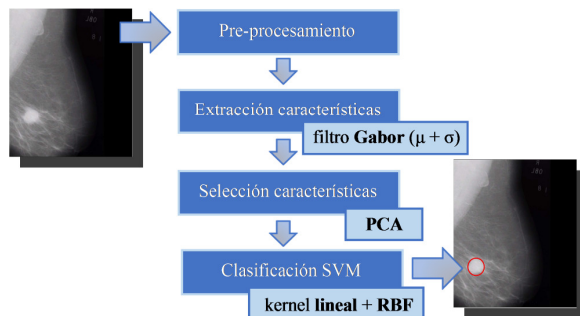 Pre-procesamiento
Extracción características
filtro Gabor (μ + σ)
Selección características
PCA
Clasificación SVM
kernel lineal + RBF